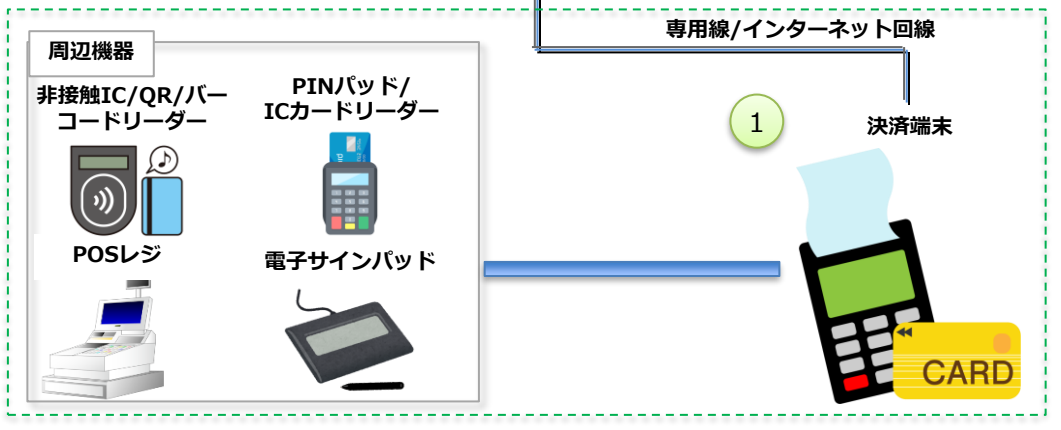 専用線/インターネット回線
周辺機器
非接触IC/QR/バー
コードリーダー
PINパッド/
ICカードリーダー
1
決済端末
POSレジ
電子サインパッド
CARD